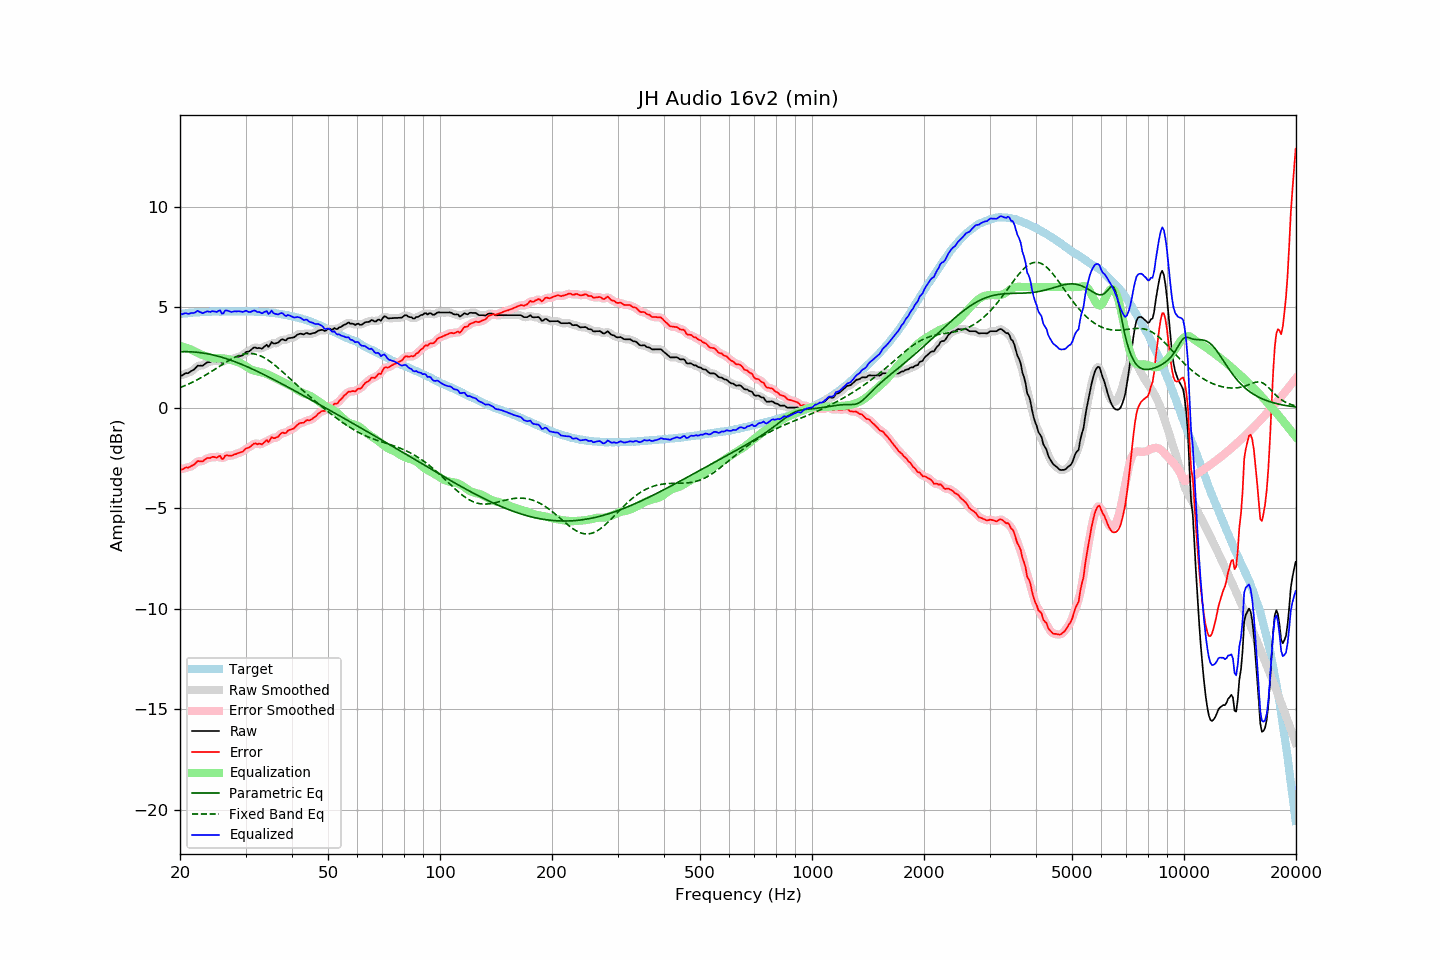 JH Audio 16v2 (min)
Amplitude (dBr)
10
5
0
−5
−10
−15
−20
Target
Raw Smoothed
Error Smoothed
Raw
Error
Equalization
Parametric Eq
Fixed Band Eq
Equalized
20 50 100 200 500 1000 2000 5000 10000 20000
Frequency (Hz)